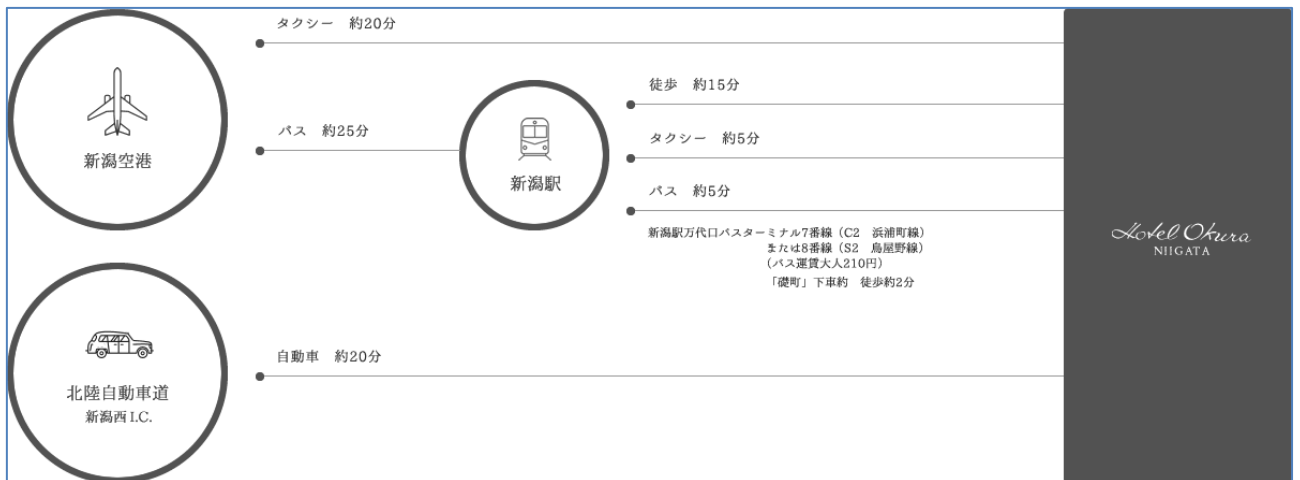 タクシー 約20分
新潟空港
バス 約25分
新潟駅
徒歩 約15分
タクシー 約5分
バス 約5分
新潟駅万代口バスターミナル7番線（C2 浜浦町線）
または8番線（S2 鳥屋野線）
（バス運賃大人210円）
「礎町」下車約 徒歩約2分
北陸自動車道
新潟西I.C.
自動車 約20分
Hotel Okura
NIIGATA